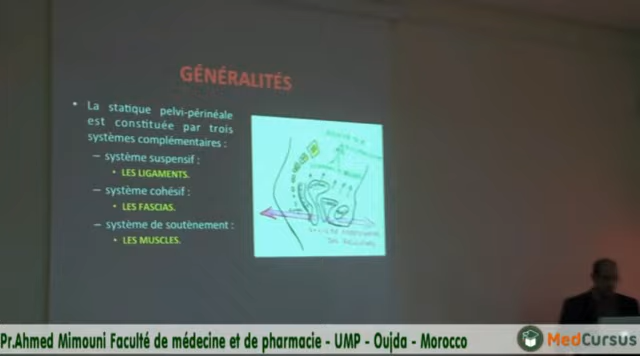 GÉNÉRALITÉS
• La statique pelvi-périnéale
est constituée par trois
systèmes complémentaires :
– système suspensif :
• LES LIGAMENTS.
– système cohésif :
• LES FASCIAS.
– système de soutènement :
• LES MUSCLES.
Pr.Ahmed Mimouni Faculté de médecine et de pharmacie - UMP - Oujda - Morocco
MedCursus